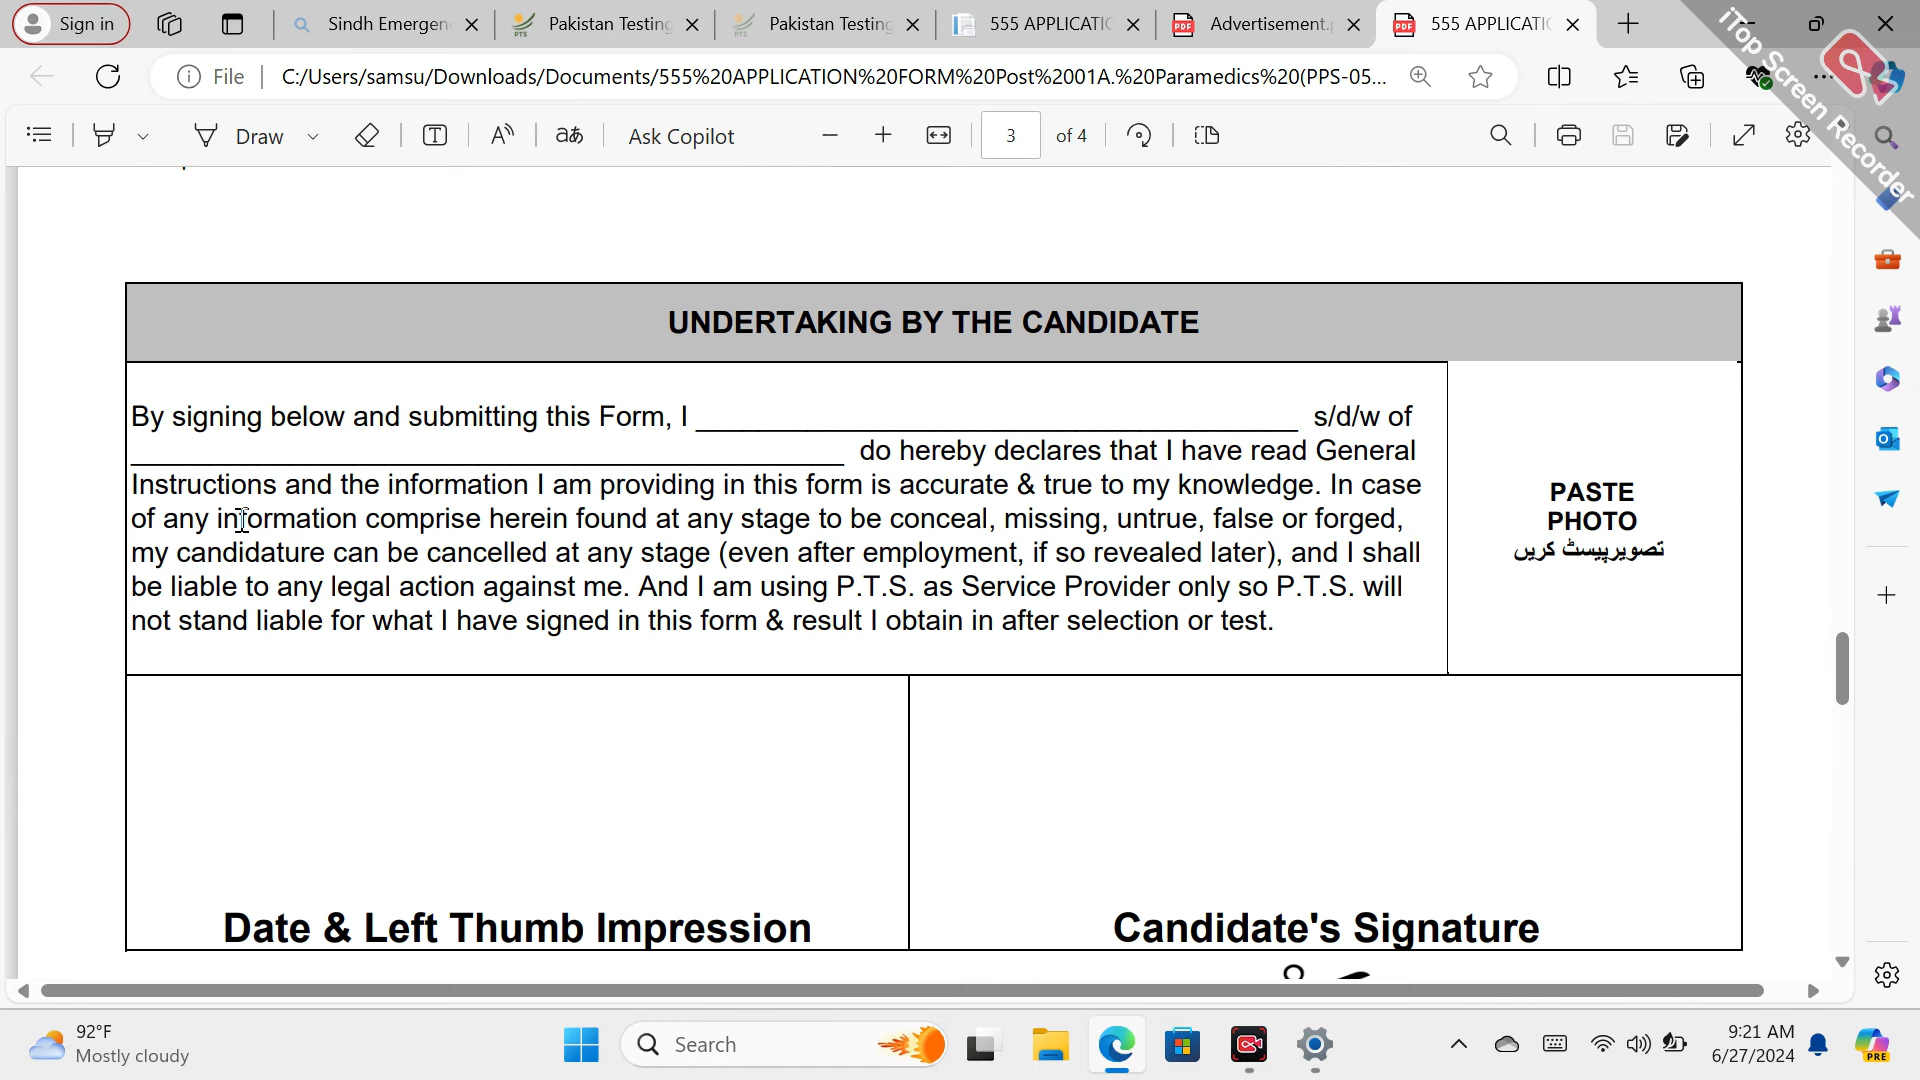 Sign in
Sindh Emergen
Pakistan Testing
Pakistan Testing
555 APPLICATIO
Advertisement.p
555 APPLICATIO
File
C:/Users/samsu/Downloads/Documents/555%20APPLICATION%20FORM%20Post%2001A.%20Paramedics%20(PPS-05...
iTop Screen Recorder
Draw
Ask Copilot
3
of 4
UNDERTAKING BY THE CANDIDATE
By signing below and submitting this Form, I ______________________________________ s/d/w of
_____________________________________________ do hereby declares that I have read General
Instructions and the information I am providing in this form is accurate & true to my knowledge. In case
of any information comprise herein found at any stage to be conceal, missing, untrue, false or forged,
my candidature can be cancelled at any stage (even after employment, if so revealed later), and I shall
be liable to any legal action against me. And I am using P.T.S. as Service Provider only so P.T.S. will
not stand liable for what I have signed in this form & result I obtain in after selection or test.
PASTE
PHOTO
تصویرپیسٹ کریں
Date & Left Thumb Impression
Candidate's Signature
92°F
Mostly cloudy
Search
9:21 AM
6/27/2024
PRE